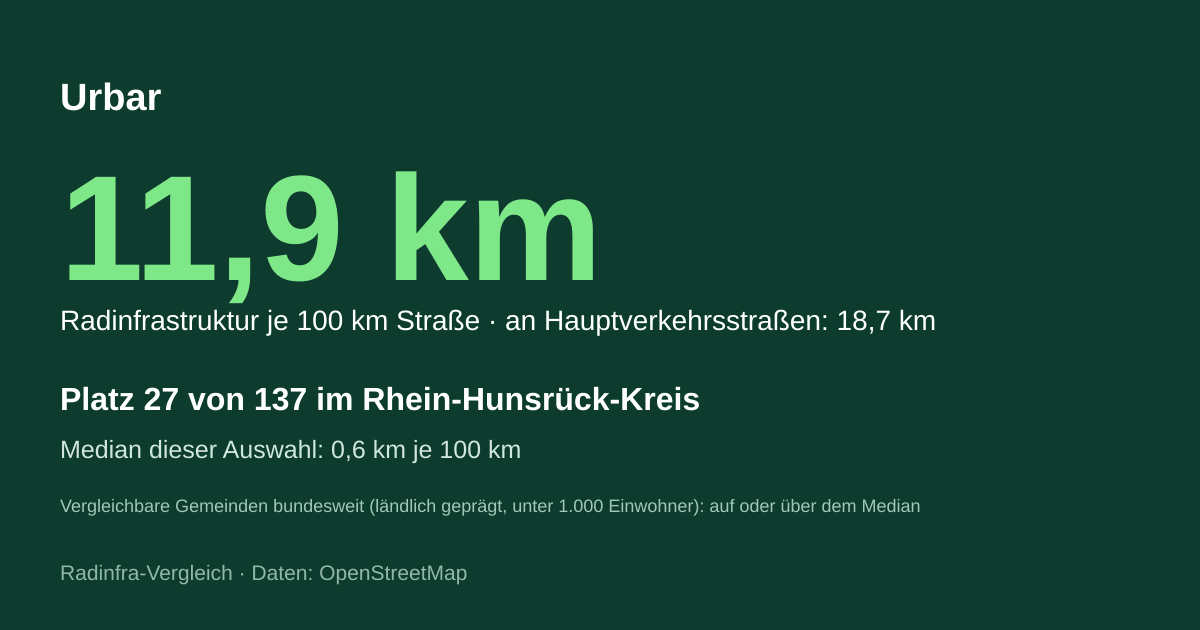 Urbar
11,9 km
Radinfrastruktur je 100 km Straße · an Hauptverkehrsstraßen: 18,7 km
Platz 27 von 137 im Rhein-Hunsrück-Kreis
Median dieser Auswahl: 0,6 km je 100 km
Vergleichbare Gemeinden bundesweit (ländlich geprägt, unter 1.000 Einwohner): auf oder über dem Median
Radinfra-Vergleich · Daten: OpenStreetMap